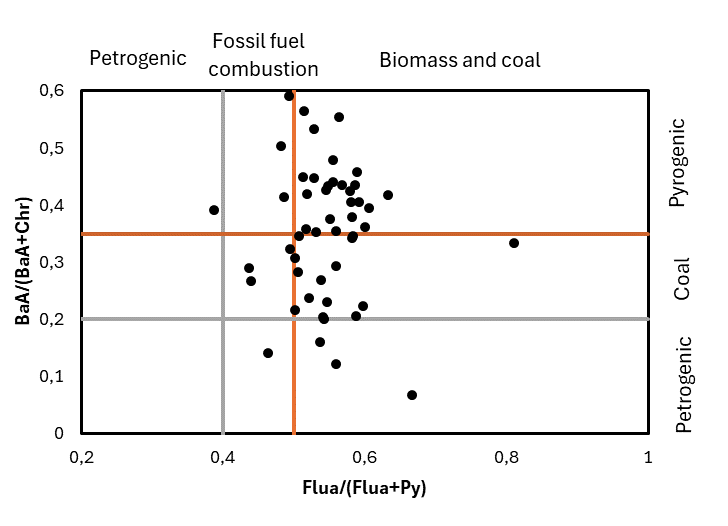 Petrogenic
Fossil fuel
combustion
Biomass and coal
0,6
0,5
0,4
0,3
0,2
0,1
0
BaA/(BaA+Chr)
Pyrogenic
Coal
Petrogenic
0,2
0,4
0,6
0,8
1
Flua/(Flua+Py)